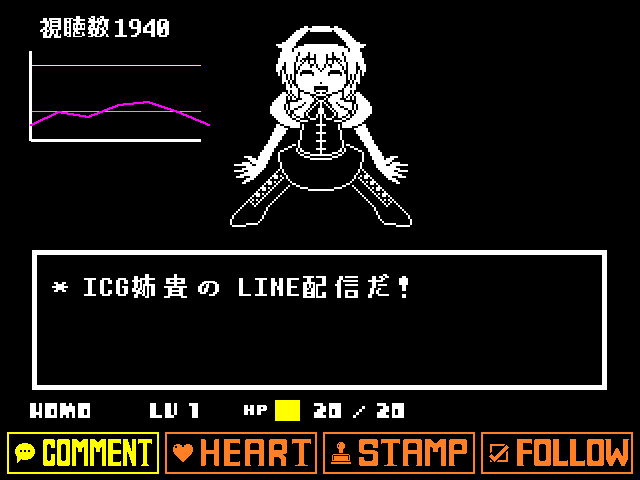 視聴数1940
* ICG姉貴の LINE配信だ!
HOMO LV 1 HP 20 / 20
COMMENT HEART STAMP FOLLOW